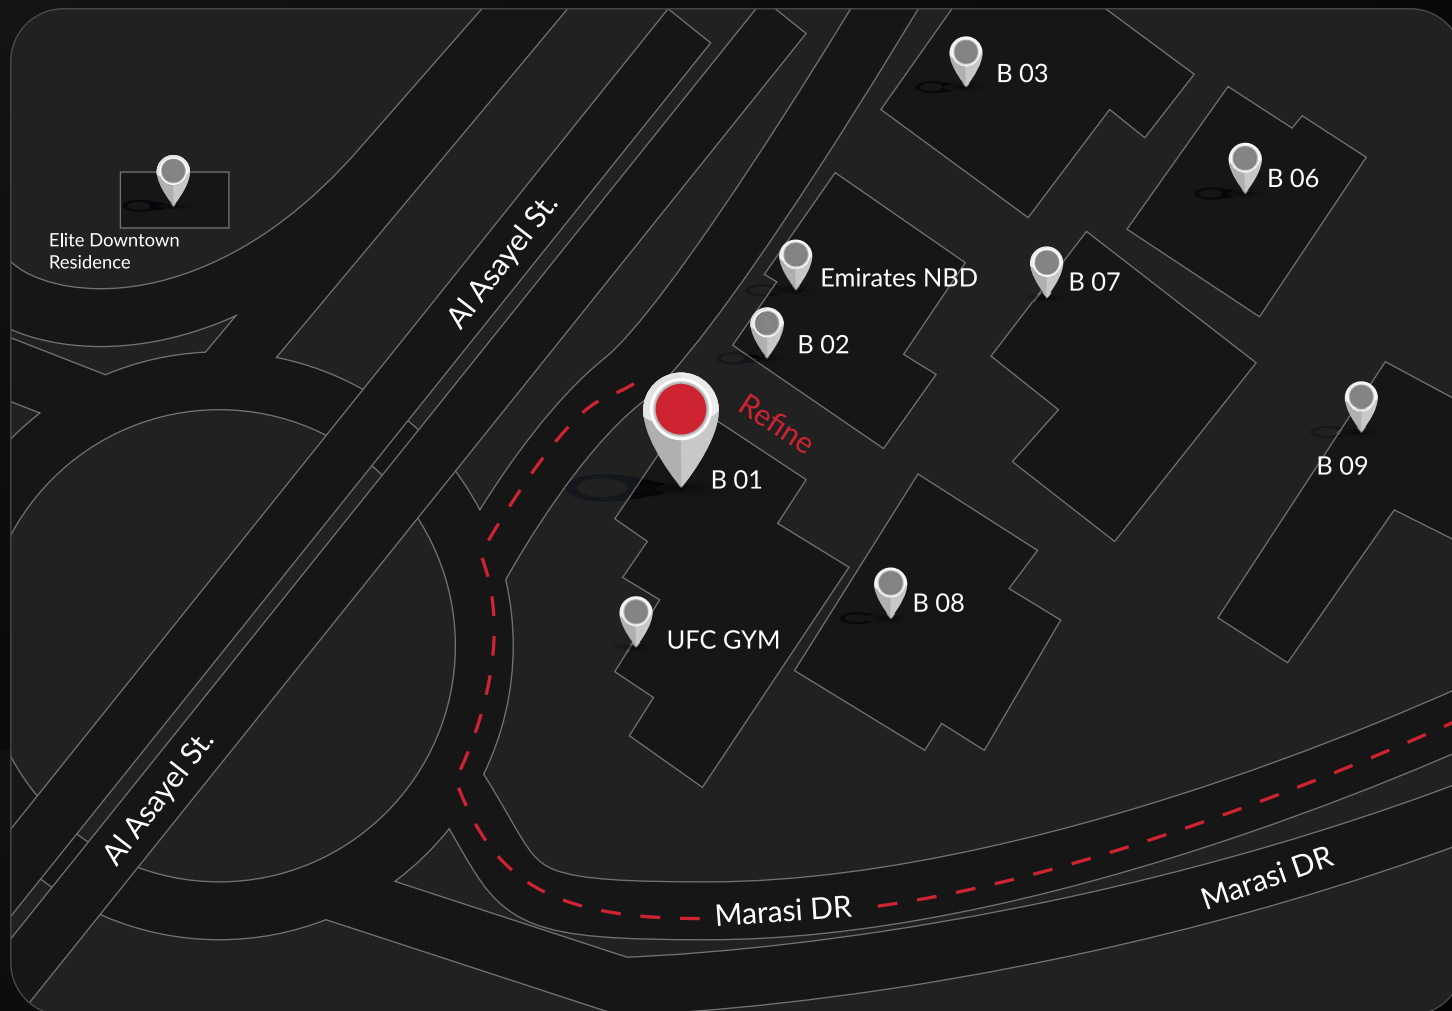 B 03
B 06
Elite Downtown
Residence
Al Asayel St.
Emirates NBD
B 07
B 02
Refine
B 01
B 09
B 08
UFC GYM
Al Asayel St.
Marasi DR
Marasi DR